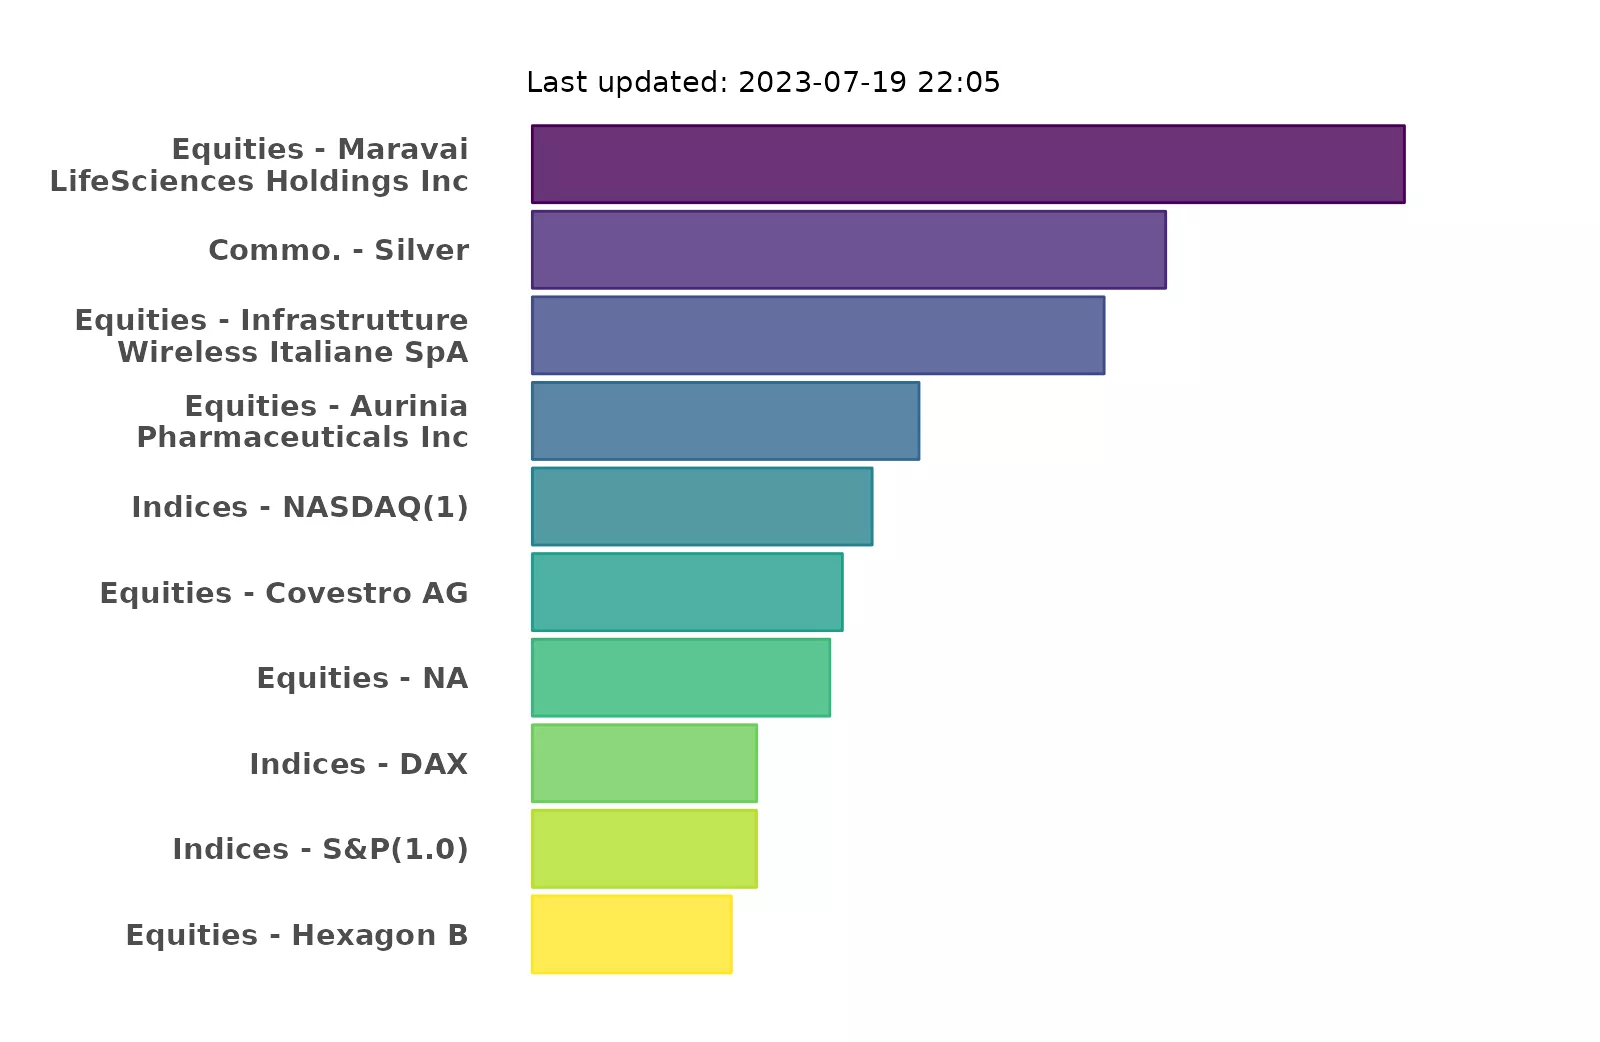 Last updated: 2023-07-19 22:05
Equities - Maravai
LifeSciences Holdings Inc
Commo. - Silver
Equities - Infrastrutture
Wireless Italiane SpA
Equities - Aurinia
Pharmaceuticals Inc
Indices - NASDAQ(1)
Equities - Covestro AG
Equities - NA
Indices - DAX
Indices - S&P(1.0)
Equities - Hexagon B